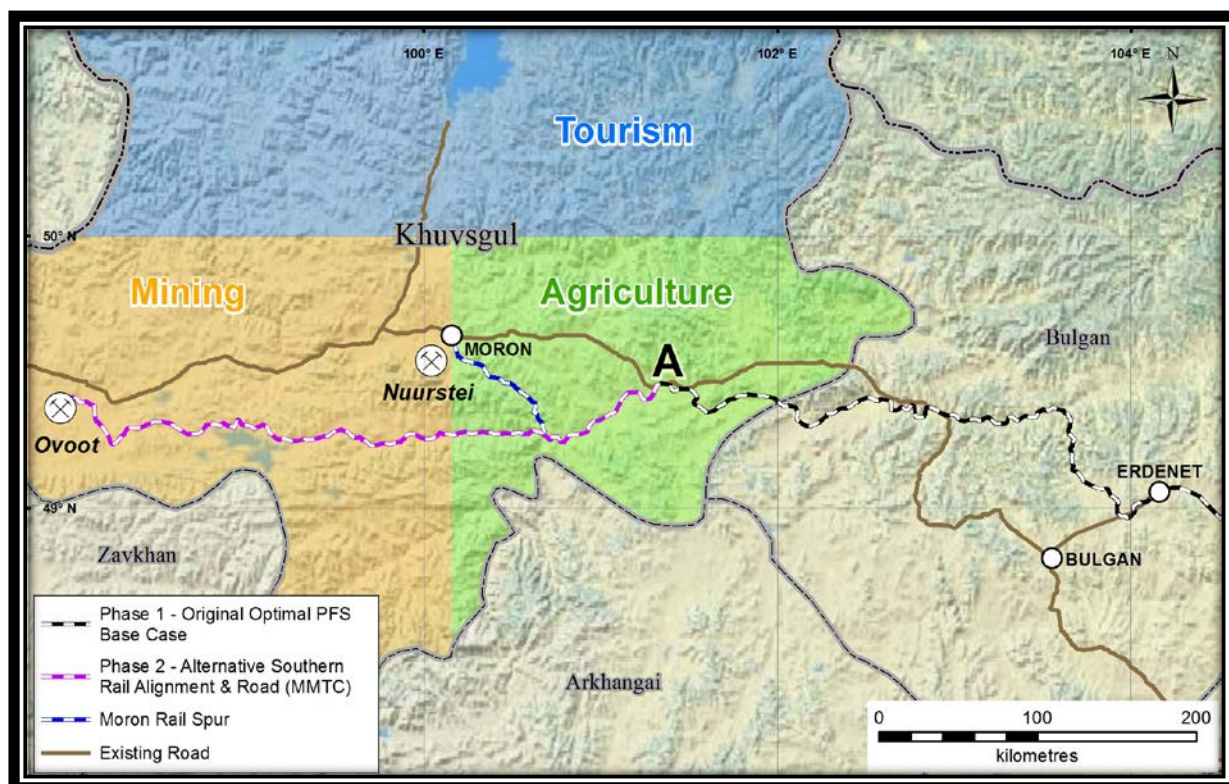 100° E
102° E
104° E
N
Tourism
50° N
Khuvsgul
Mining
Agriculture
Bulgan
MORON
A
Nuurstei
Ovoot
ERDENET
49° N
Zavkhan
BULGAN
Arkhangai
Phase 1 - Original Optimal PFS
Base Case
Phase 2 - Alternative Southern
Rail Alignment & Road (MMTC)
Moron Rail Spur
Existing Road
0 100 200
kilometres